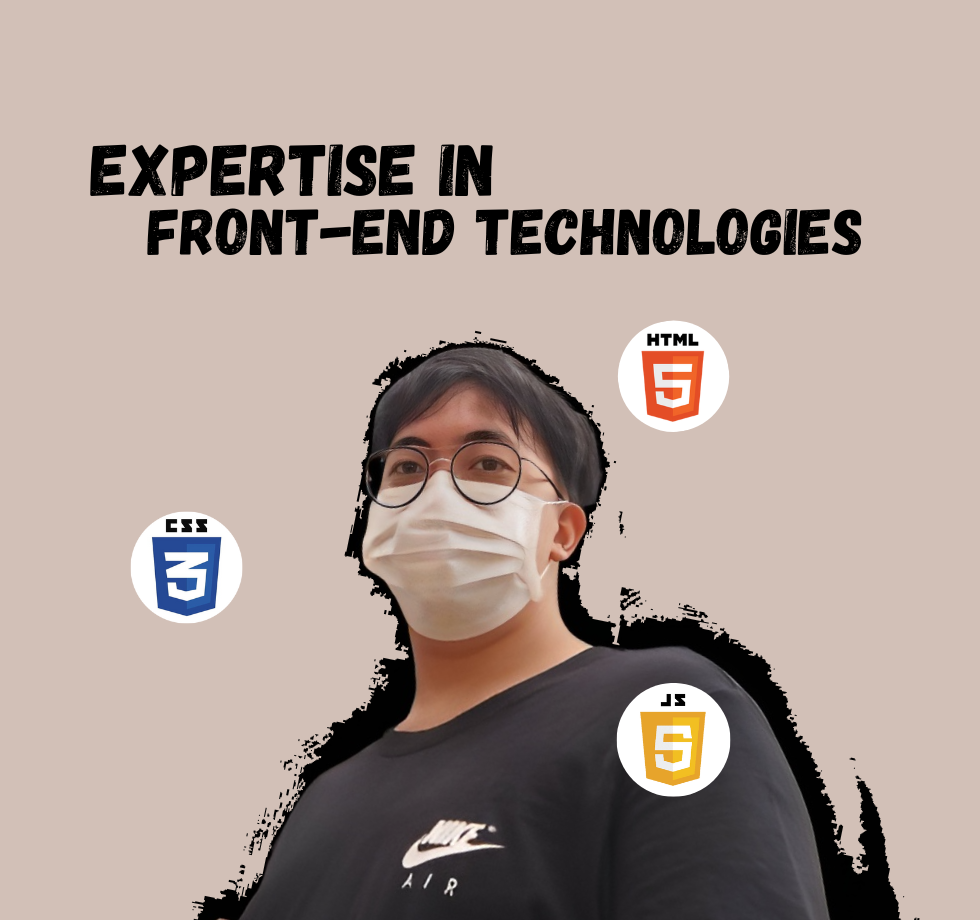 EXPERTISE IN
FRONT-END TECHNOLOGIES
HTML
5
CSS
3
JS
5
NIKE
AIR